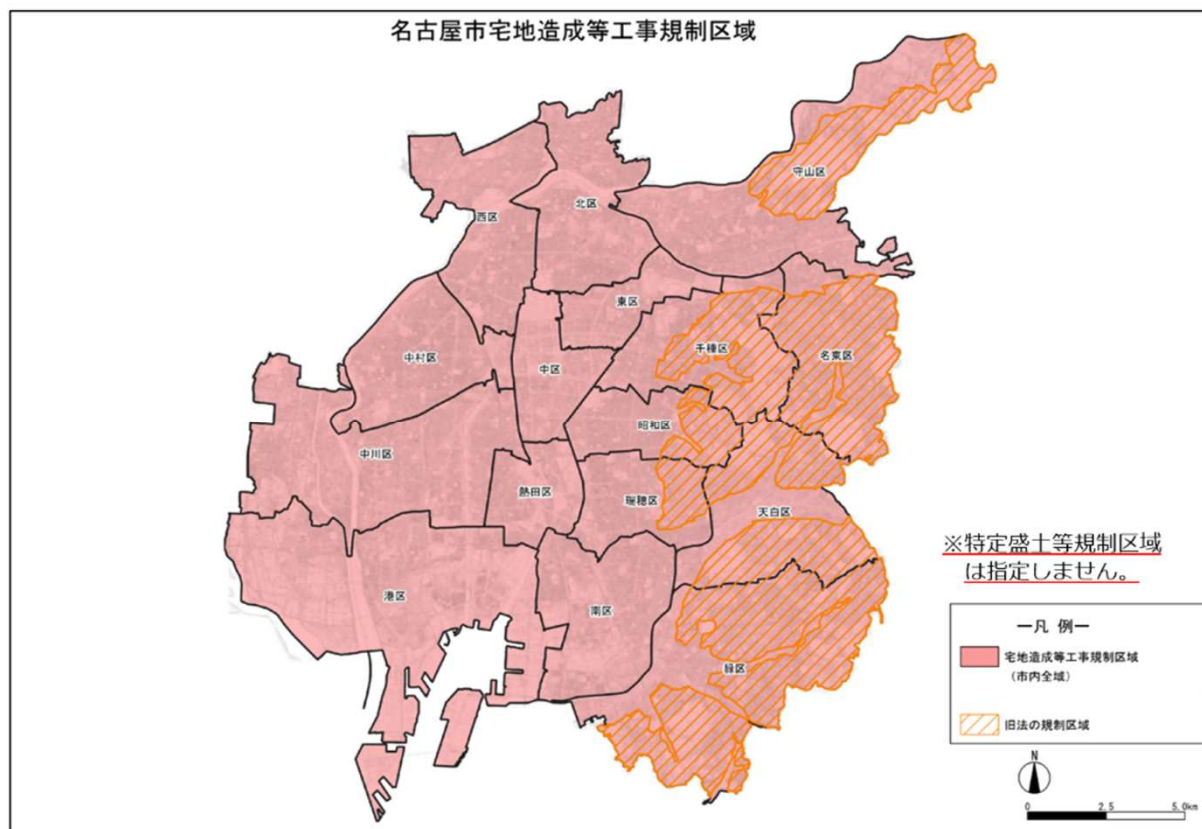 名古屋市宅地造成等工事規制区域
守山区
北区
西区
東区
千種区
名東区
中村区
中区
昭和区
中川区
熱田区
瑞穂区
天白区
港区
南区
緑区
※特定盛土等規制区域
は指定しません。
ー凡 例ー
宅地造成等工事規制区域
(市内全域)
旧法の規制区域
N
0 2.5 5.0km